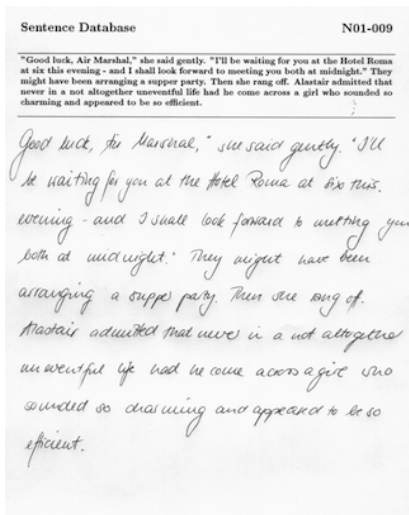 Sentence Database N01-009
"Good luck, Air Marshal," she said gently. "I'll be waiting for you at the Hotel Roma
at six this evening - and I shall look forward to meeting you both at midnight." They
might have been arranging a supper party. Then she rang off. Alastair admitted that
never in a not altogether uneventful life had he come across a girl who sounded so
charming and appeared to be so efficient.
Good luck, Air Marshal," she said gently. "I'll
be waiting for you at the Hotel Roma at six this.
evening - and I shall look forward to metting you
both at midnight." They might have been
arranging a suppe party. Then she rang off.
Alastair admitted that never in a not altogether
uneventful life had he come across a girl who
sounded so charming and appeared to be so
efficient.